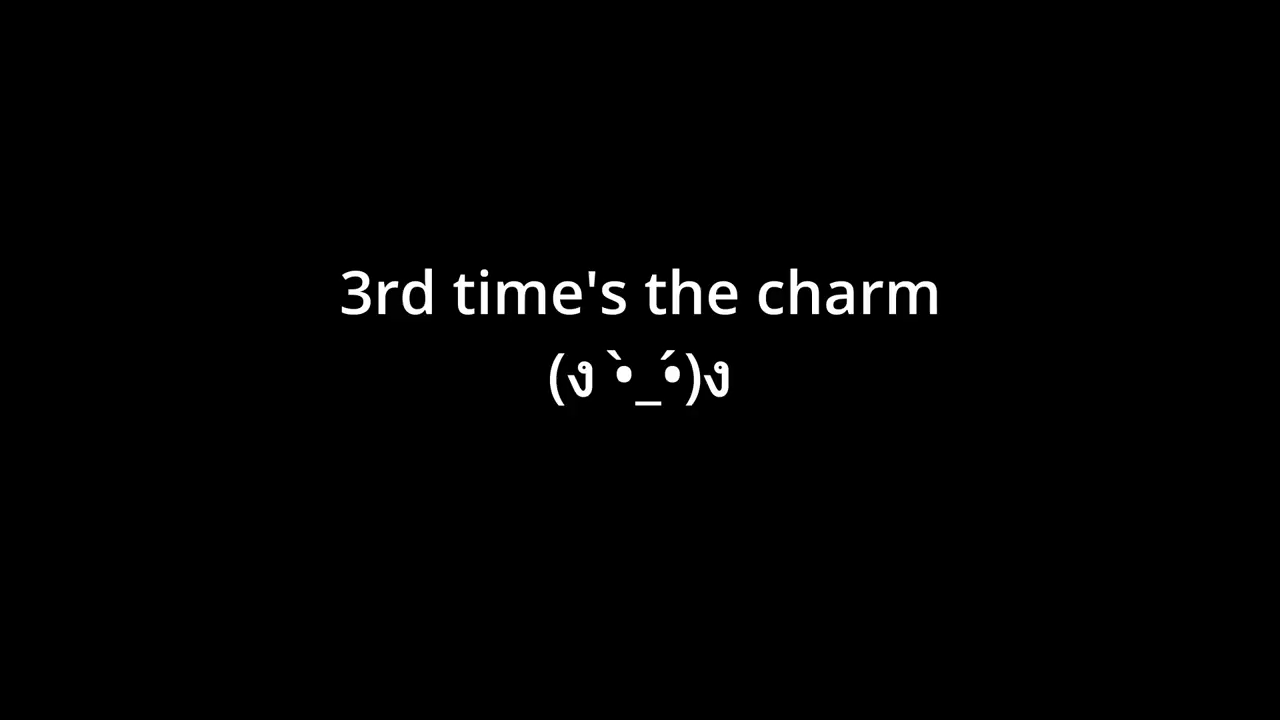 3rd time's the charm
(ง •̀_•́)ง